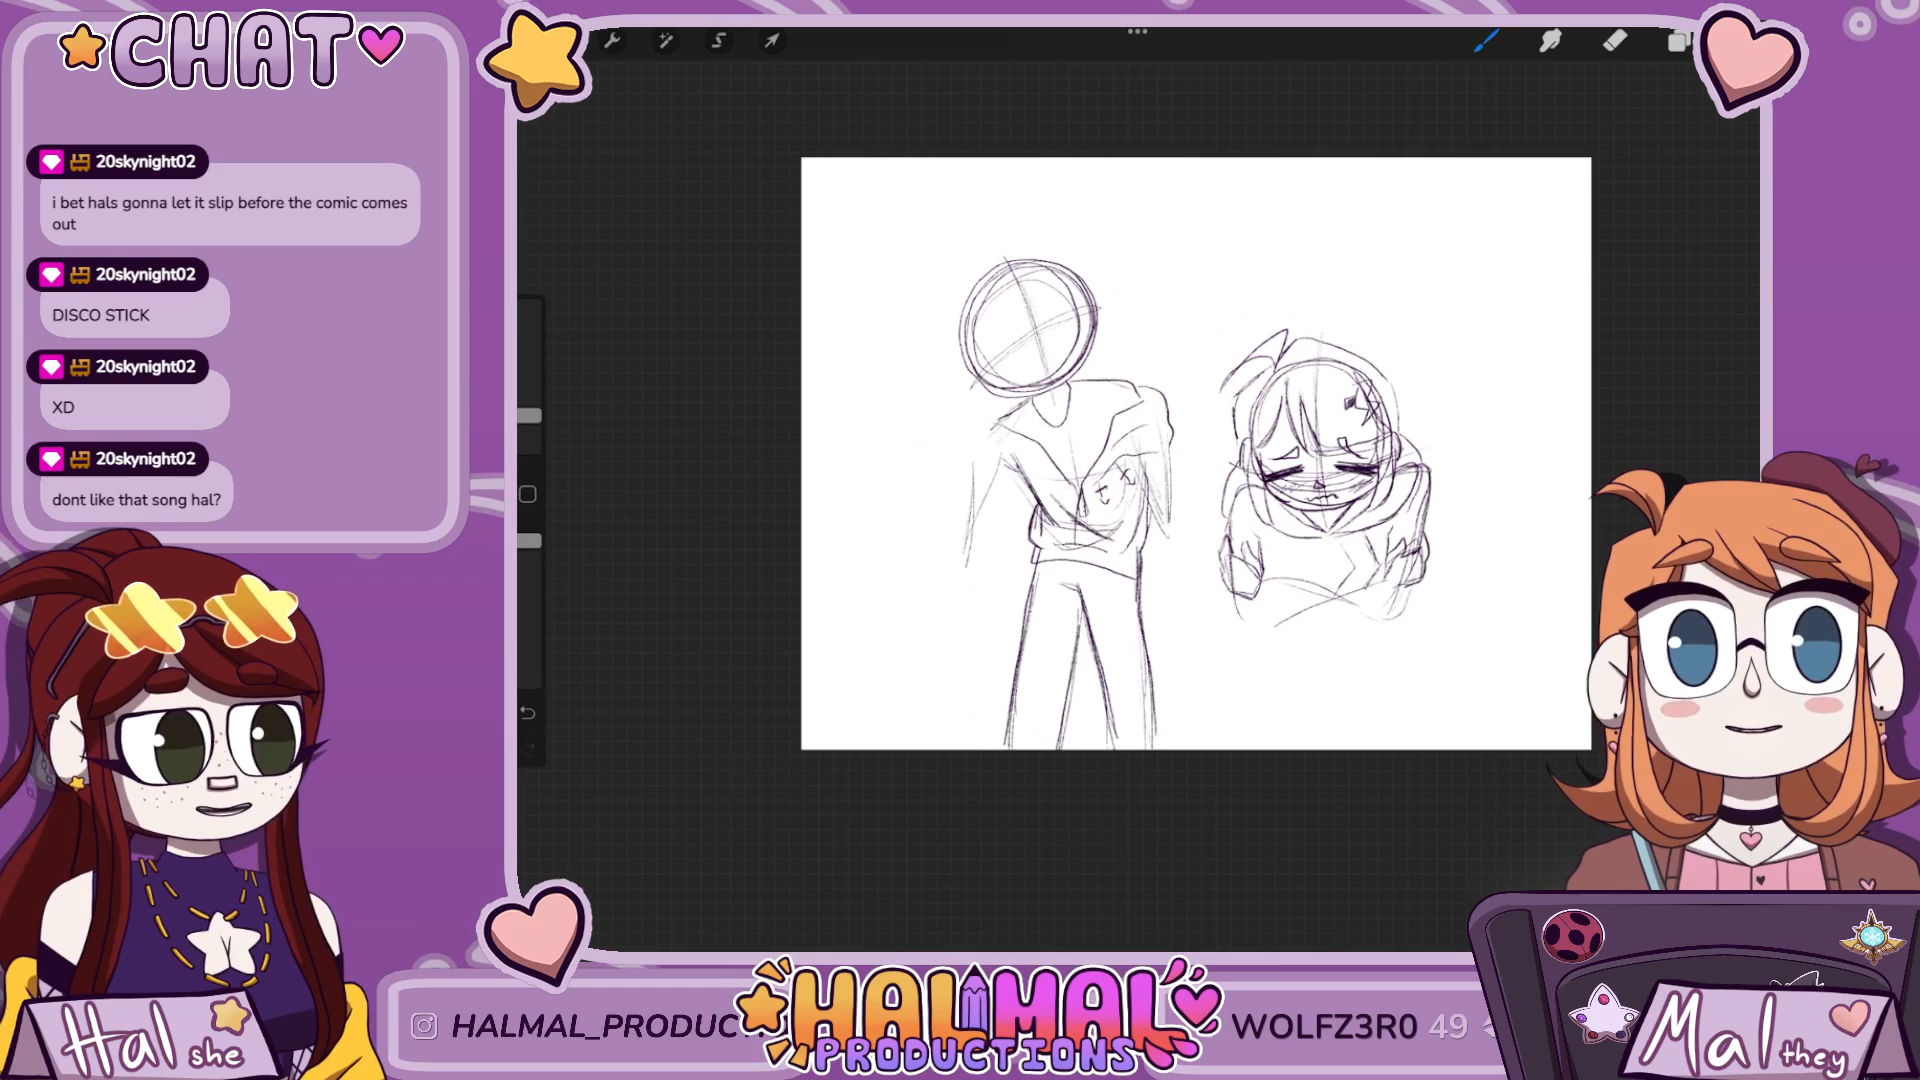 CHAT
20skynight02
i bet hals gonna let it slip before the comic comes
out
20skynight02
DISCO STICK
20skynight02
XD
20skynight02
dont like that song hal?
Hal she
HALMAL_PRODUC
HALMAL
PRODUCTIONS
WOLFZ3R0 49
Mal they